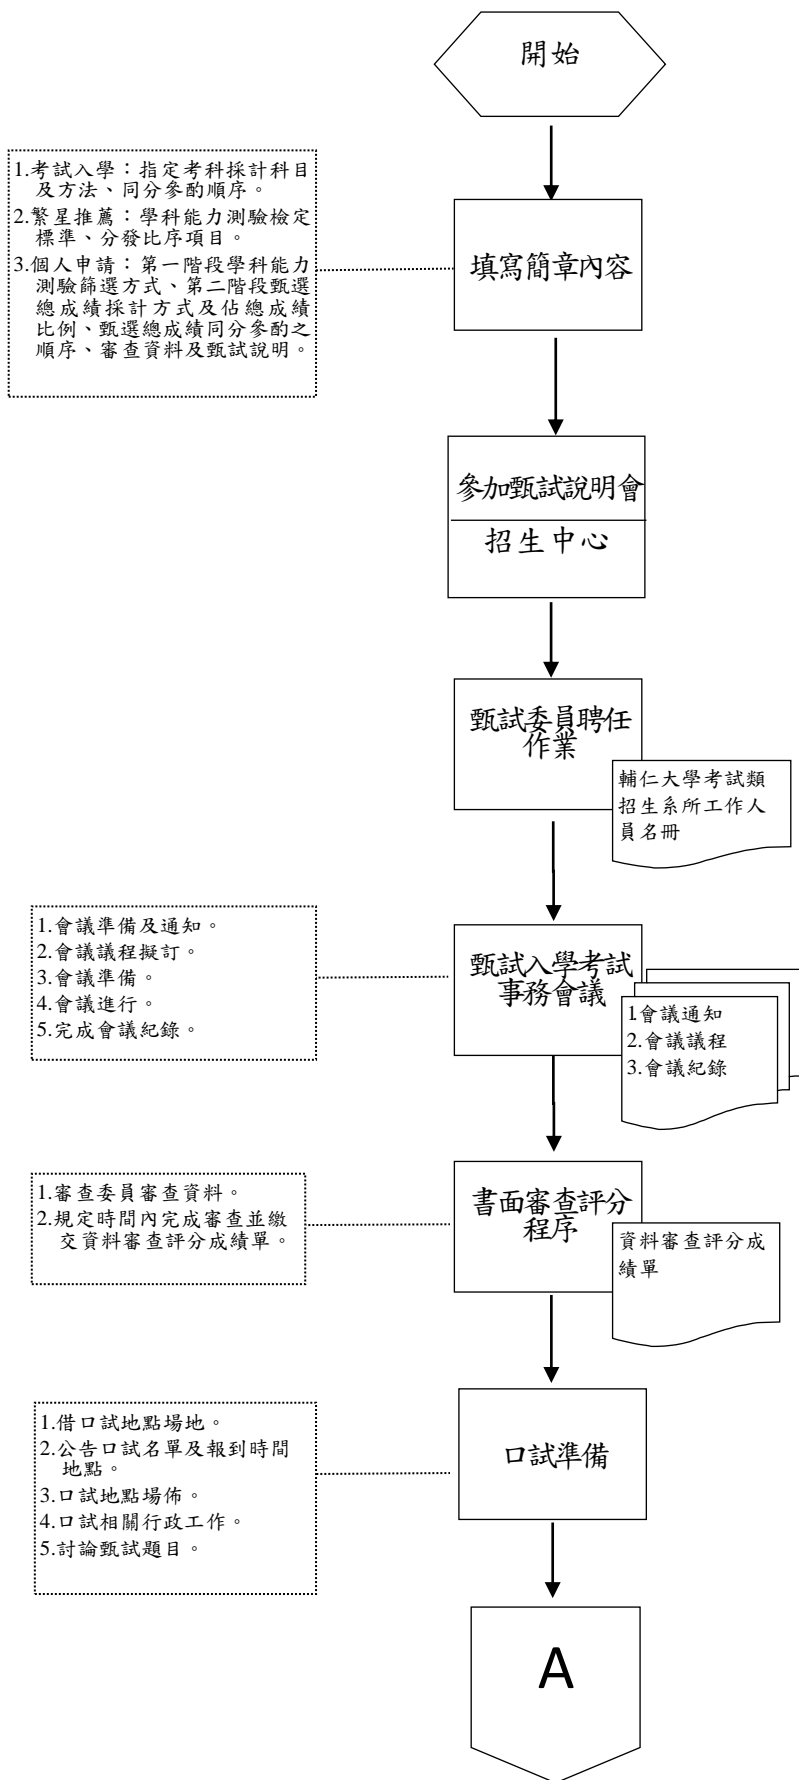 開始
1.考試入學：指定考科採計科目
及方法、同分參酌順序。
2.繁星推薦：學科能力測驗檢定
標準、分發比序項目。
3.個人申請：第一階段學科能力
測驗篩選方式、第二階段甄選
總成績採計方式及佔總成績
比例、甄選總成績同分參酌之
順序、審查資料及甄試說明。
填寫簡章內容
參加甄試說明會
招生中心
甄試委員聘任
作業
輔仁大學考試類
招生系所工作人
員名冊
1.會議準備及通知。
2.會議議程擬訂。
3.會議準備。
4.會議進行。
5.完成會議紀錄。
甄試入學考試
事務會議
1.會議通知
2.會議議程
3.會議紀錄
1.審查委員審查資料。
2.規定時間內完成審查並繳
交資料審查評分成績單。
書面審查評分
程序
資料審查評分成
績單
1.借口試地點場地。
2.公告口試名單及報到時間
地點。
3.口試地點場佈。
4.口試相關行政工作。
5.討論甄試題目。
口試準備
A